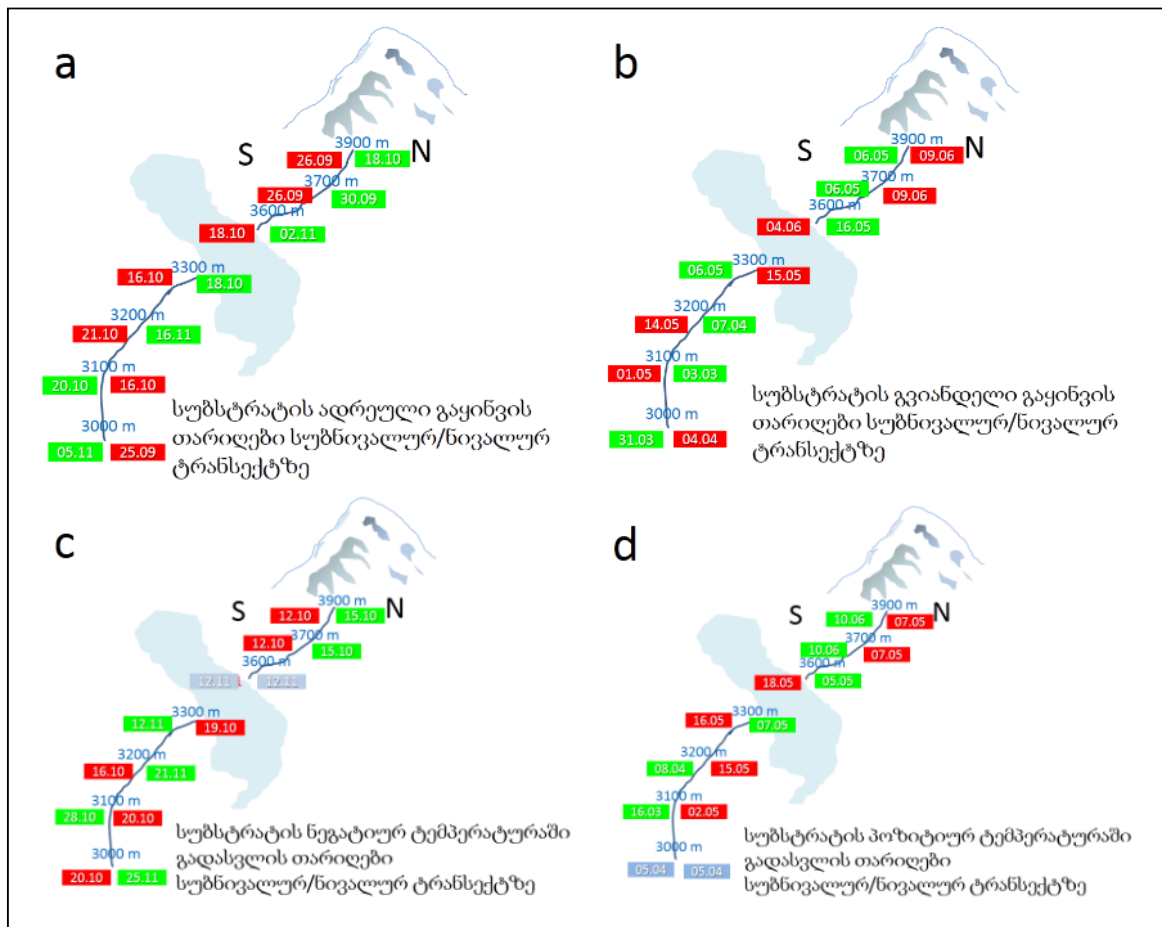 a
S
N
3900 m
26.09
18.10
3700 m
26.09
30.09
3600 m
18.10
02.11
3300 m
16.10
18.10
3200 m
21.10
16.11
3100 m
20.10
16.10
3000 m
05.11
25.09
სუბსტრატის ადრეული გაყინვის
თარიღები სუბნივალურ/ნივალურ
ტრანსექტზე
b
S
N
3900 m
06.05
09.06
3700 m
06.05
09.06
3600 m
04.06
16.05
3300 m
06.05
15.05
3200 m
14.05
07.04
3100 m
01.05
03.03
3000 m
31.03
04.04
სუბსტრატის გვიანდელი გაყინვის
თარიღები სუბნივალურ/ნივალურ
ტრანსექტზე
c
S
N
3900 m
12.10
15.10
3700 m
12.10
15.10
3600 m
12.11
12.11
3300 m
12.11
19.10
3200 m
16.10
21.11
3100 m
28.10
20.10
3000 m
20.10
25.11
სუბსტრატის ნეგატიურ ტემპერატურაში
გადასვლის თარიღები
სუბნივალურ/ნივალურ ტრანსექტზე
d
S
N
3900 m
10.06
07.05
3700 m
10.06
07.05
3600 m
18.05
05.05
3300 m
16.05
07.05
3200 m
08.04
15.05
3100 m
16.03
02.05
3000 m
05.04
05.04
სუბსტრატის პოზიტიურ ტემპერატურაში
გადასვლის თარიღები
სუბნივალურ/ნივალურ ტრანსექტზე